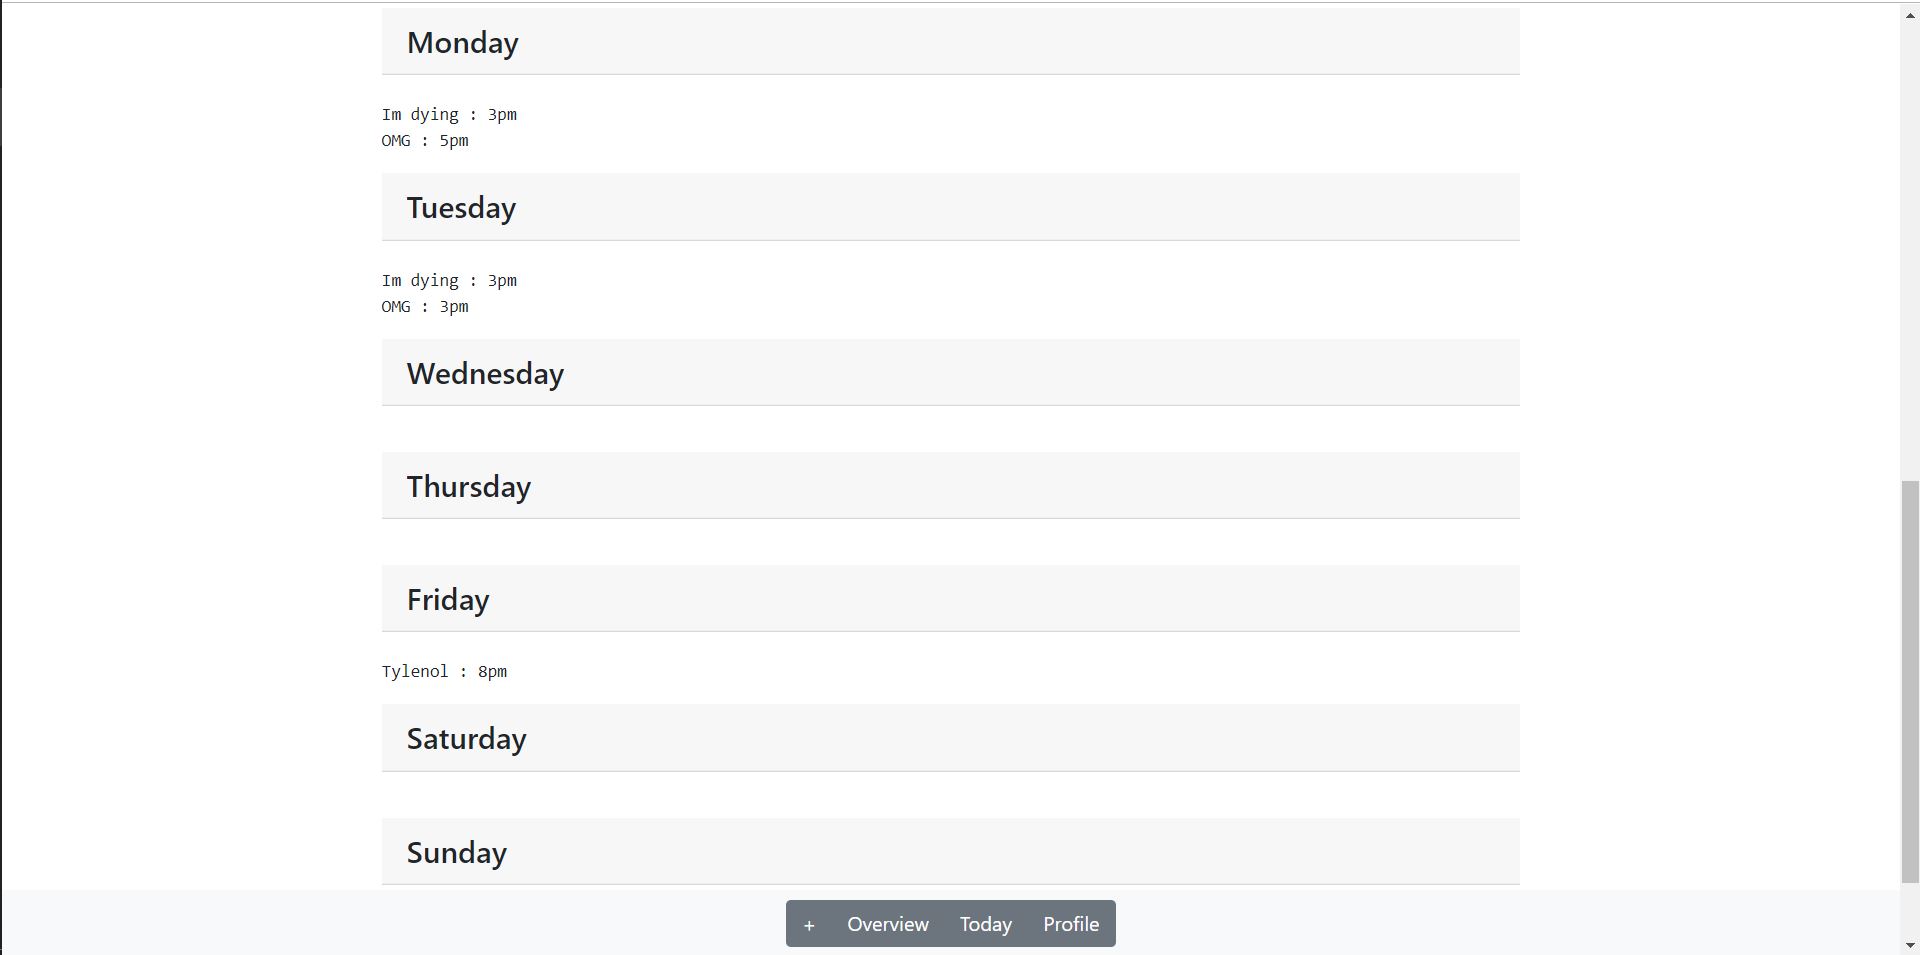 Monday
Im dying : 3pm
OMG : 5pm
Tuesday
Im dying : 3pm
OMG : 3pm
Wednesday
Thursday
Friday
Tylenol : 8pm
Saturday
Sunday
+ Overview Today Profile